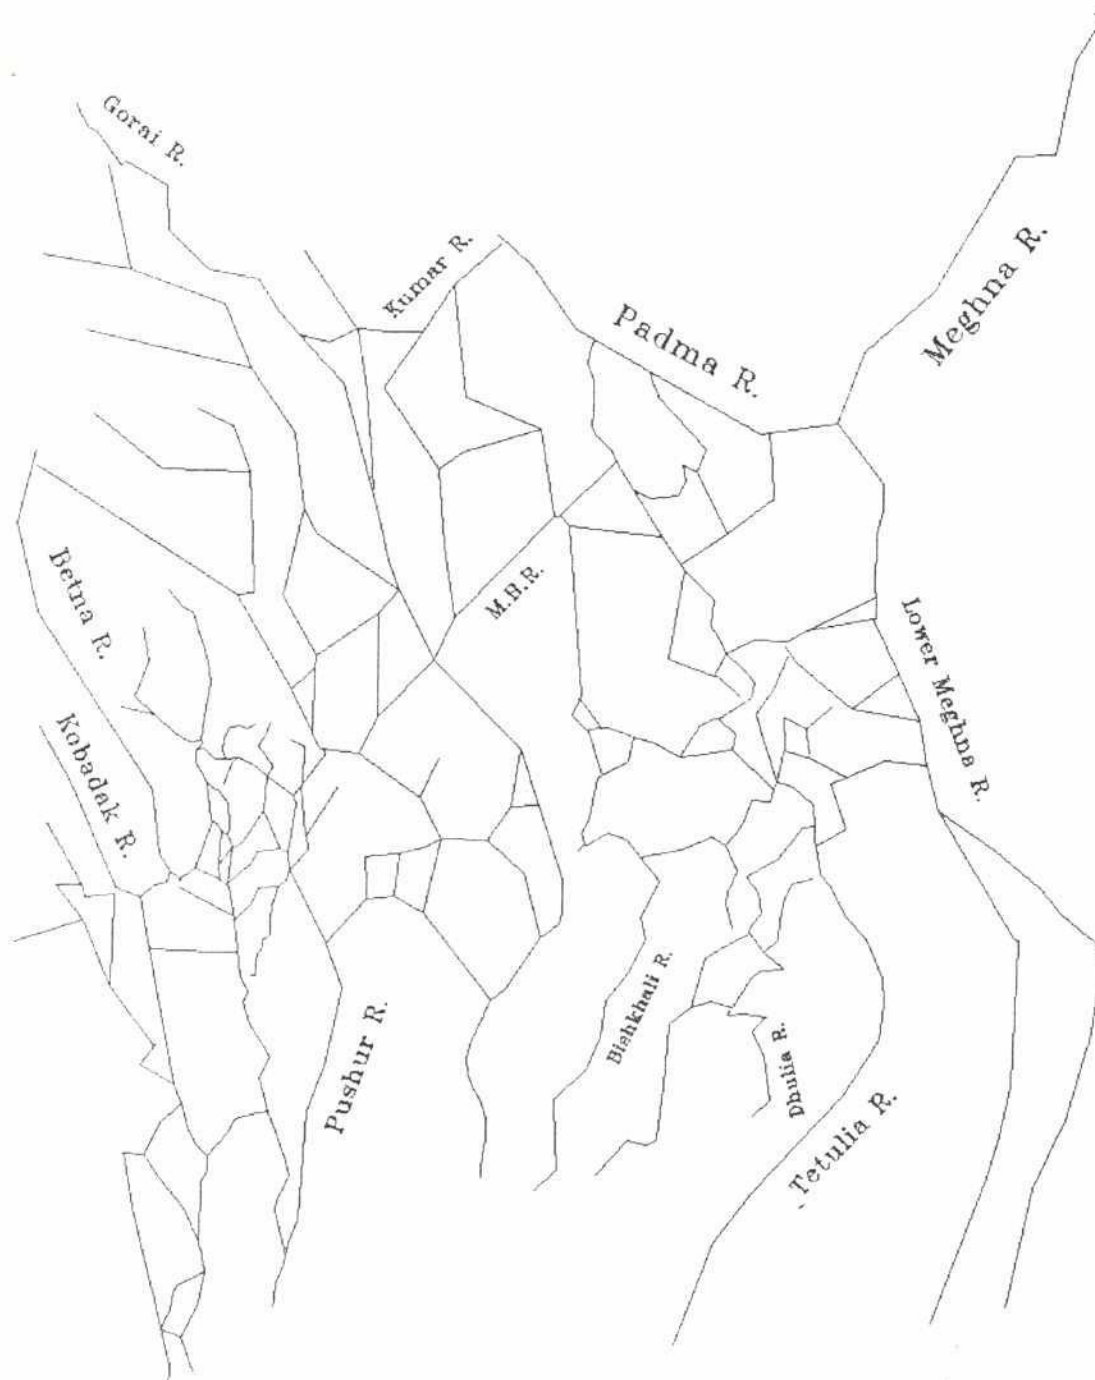 Gorai R.
Kumar R.
Padma R.
Meghna R.
M.B.R.
Betna R.
Lower Meghna R.
Kobadak R.
Bishkhali R.
Pushur R.
Dhulia R.
Tetulia R.